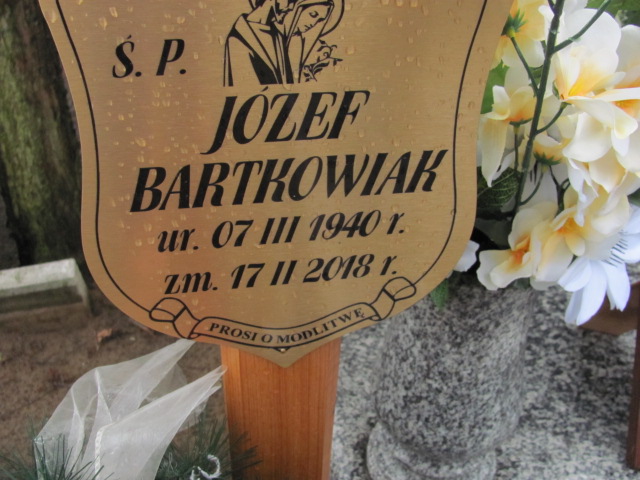 Ś. P.
JÓZEF
BARTKOWIAK
ur. 07 III 1940 r.
zm. 17 II 2018 r.
PROSI O MODLITWĘ